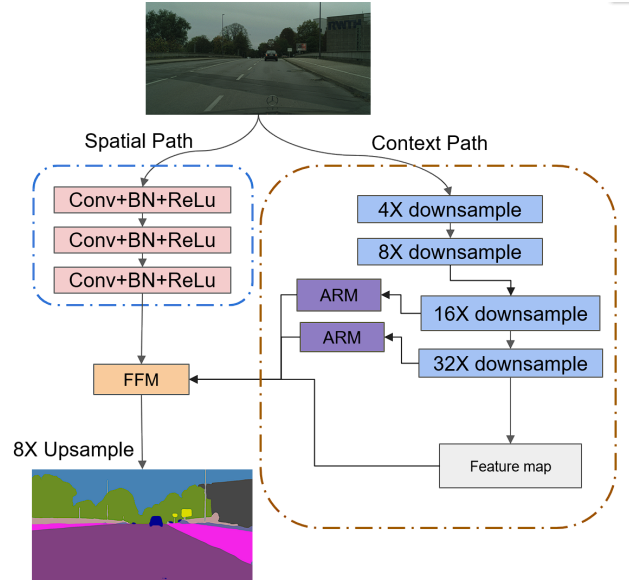 Spatial Path
Context Path
Conv+BN+ReLu
Conv+BN+ReLu
Conv+BN+ReLu
4X downsample
8X downsample
16X downsample
32X downsample
ARM
ARM
FFM
Feature map
8X Upsample